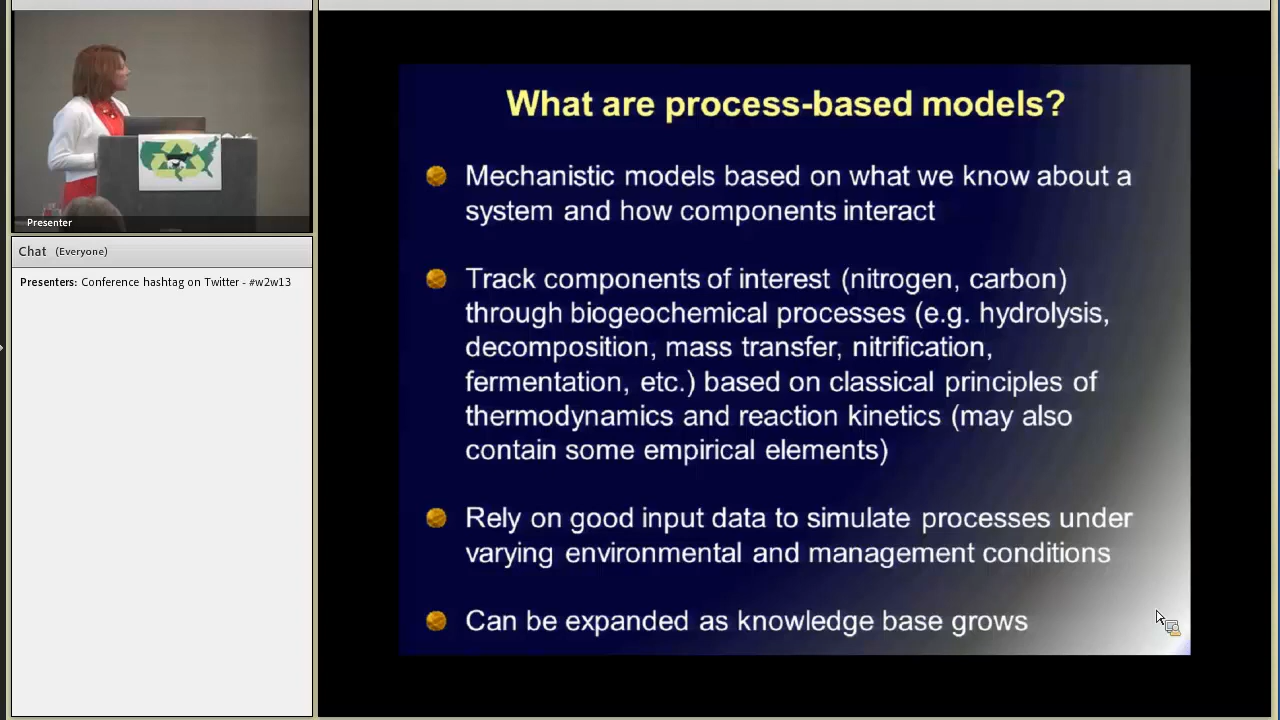 Presenter
Chat (Everyone)
Presenters: Conference hashtag on Twitter - #w2w13
What are process-based models?
Mechanistic models based on what we know about a
system and how components interact
Track components of interest (nitrogen, carbon)
through biogeochemical processes (e.g. hydrolysis,
decomposition, mass transfer, nitrification,
fermentation, etc.) based on classical principles of
thermodynamics and reaction kinetics (may also
contain some empirical elements)
Rely on good input data to simulate processes under
varying environmental and management conditions
Can be expanded as knowledge base grows